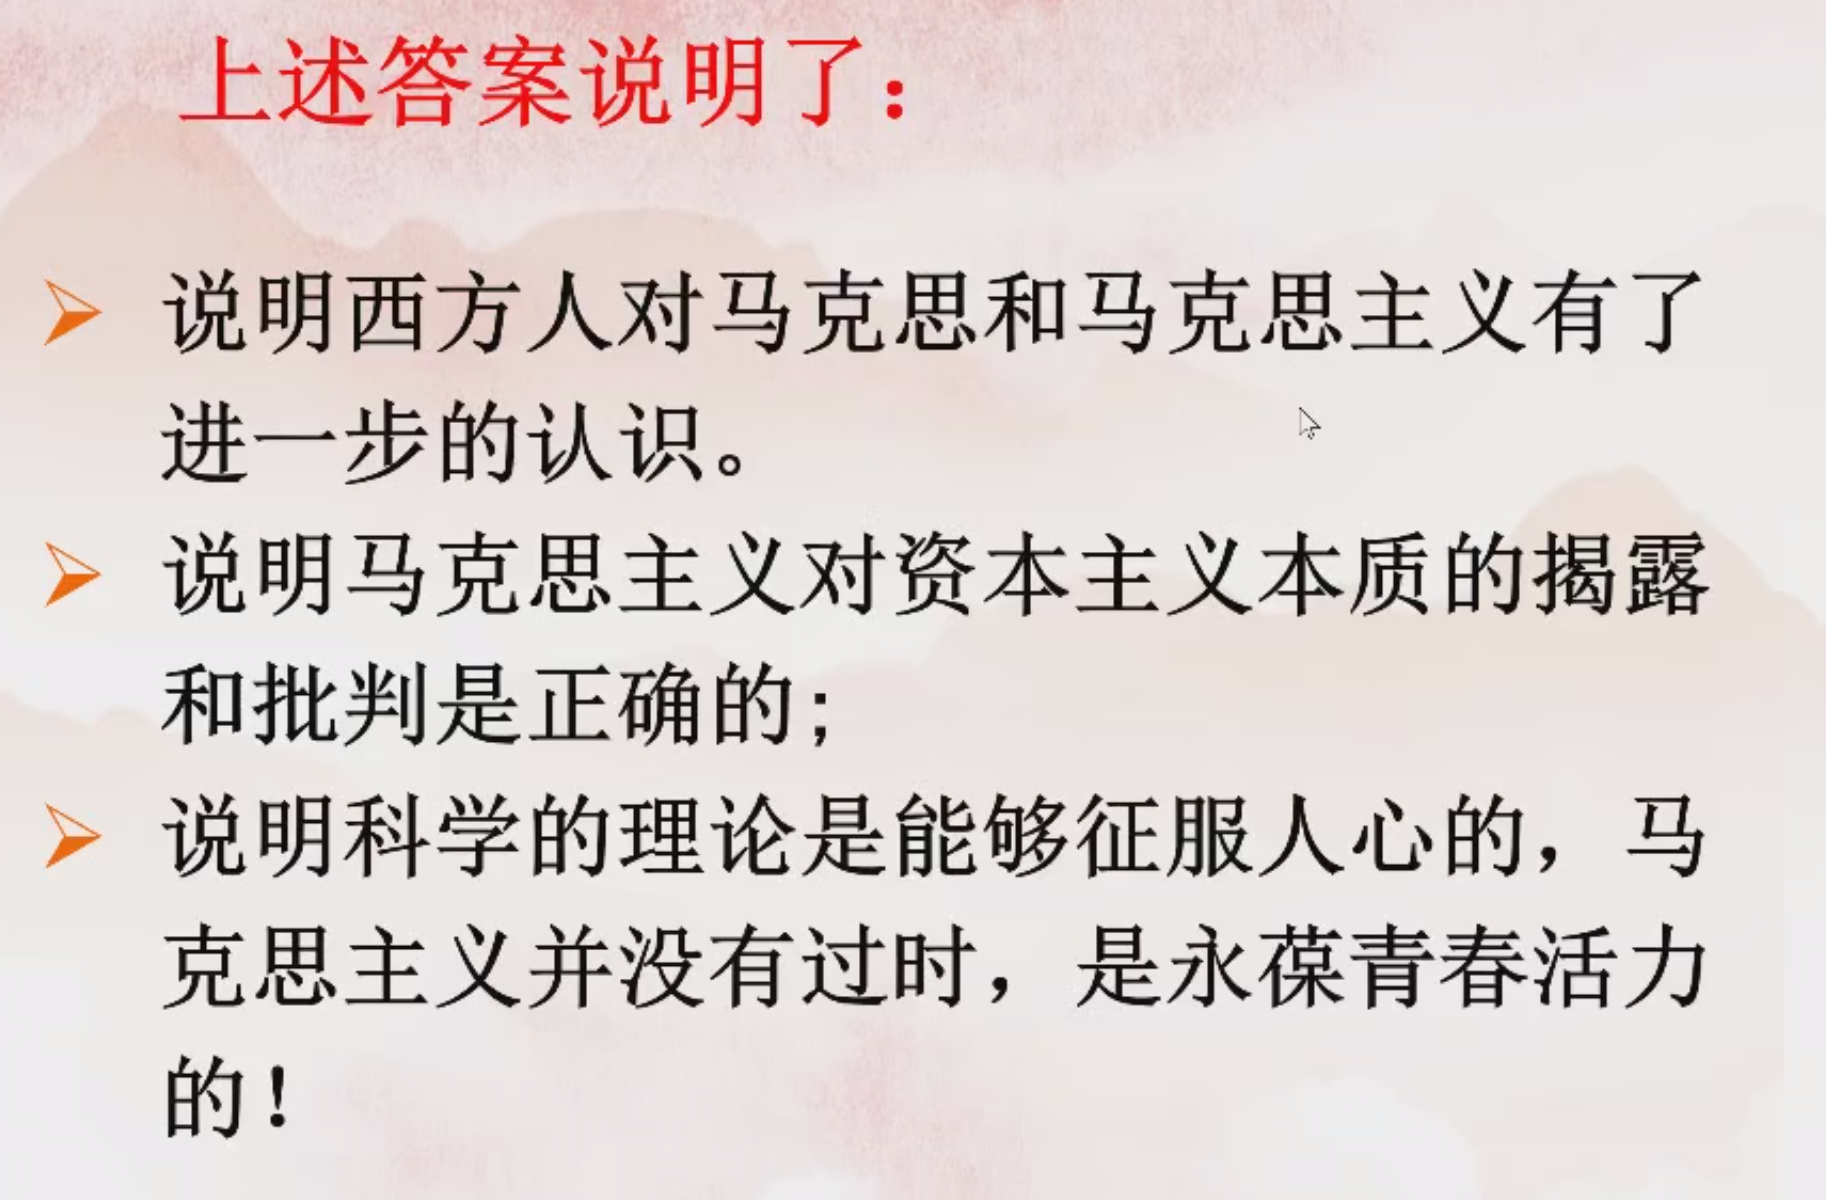 上述答案说明了：
说明西方人对马克思和马克思主义有了
进一步的认识。
说明马克思主义对资本主义本质的揭露
和批判是正确的；
说明科学的理论是能够征服人心的，马
克思主义并没有过时，是永葆青春活力
的！